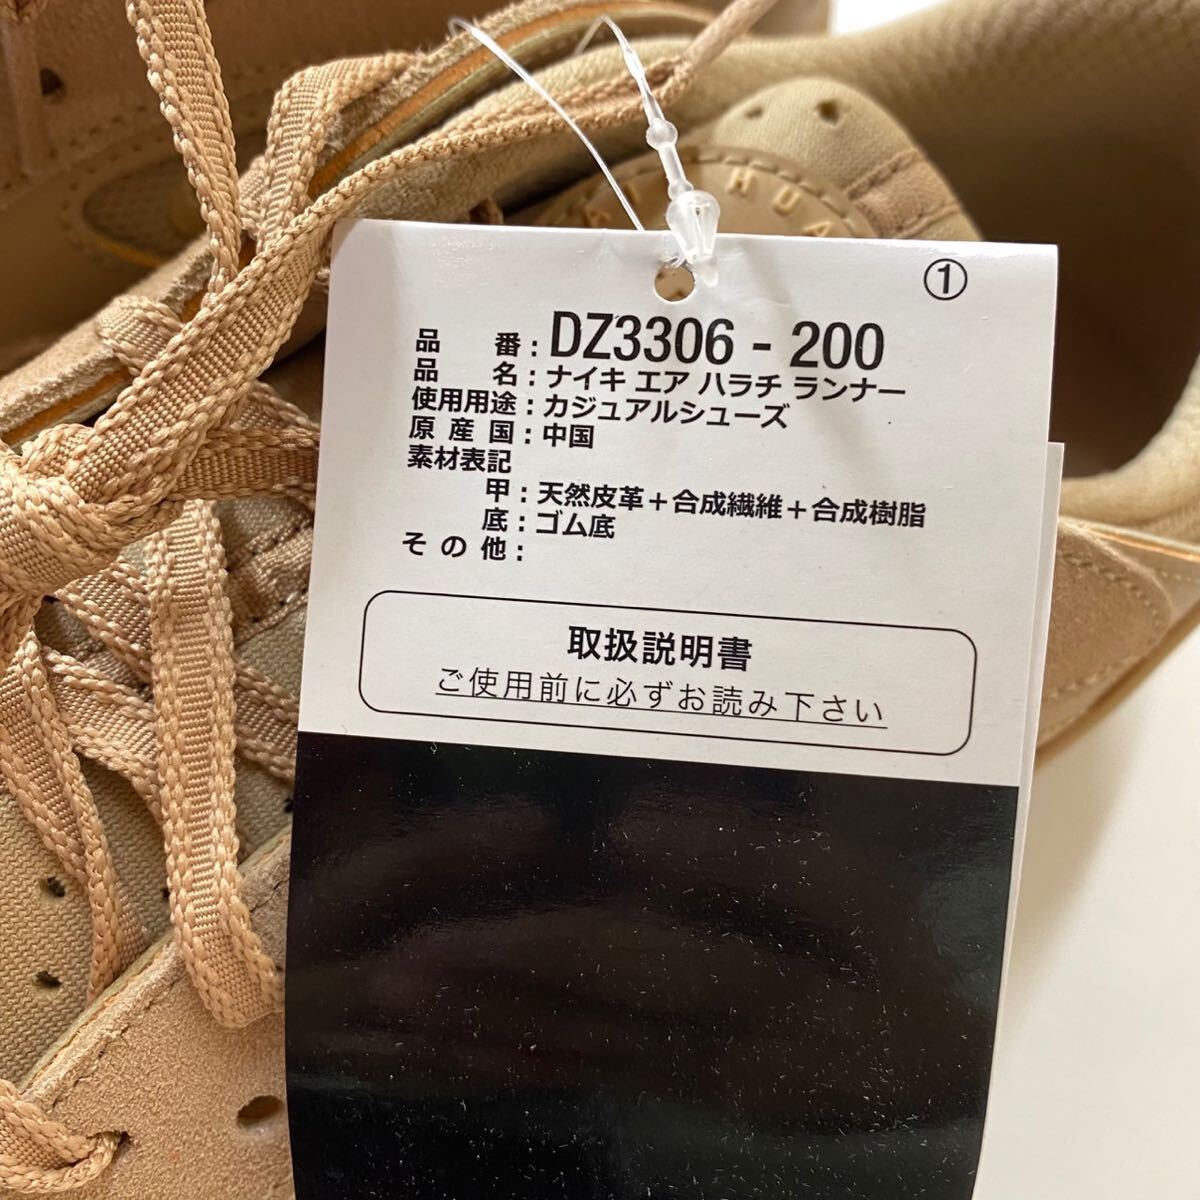 AI HUA
①
品 番：DZ3306 - 200
品 名：ナイキ エア ハラチ ランナー
使用用途：カジュアルシューズ
原 産 国：中国
素材表記
甲：天然皮革＋合成繊維＋合成樹脂
底：ゴム底
そ の 他：
取扱説明書
ご使用前に必ずお読み下さい